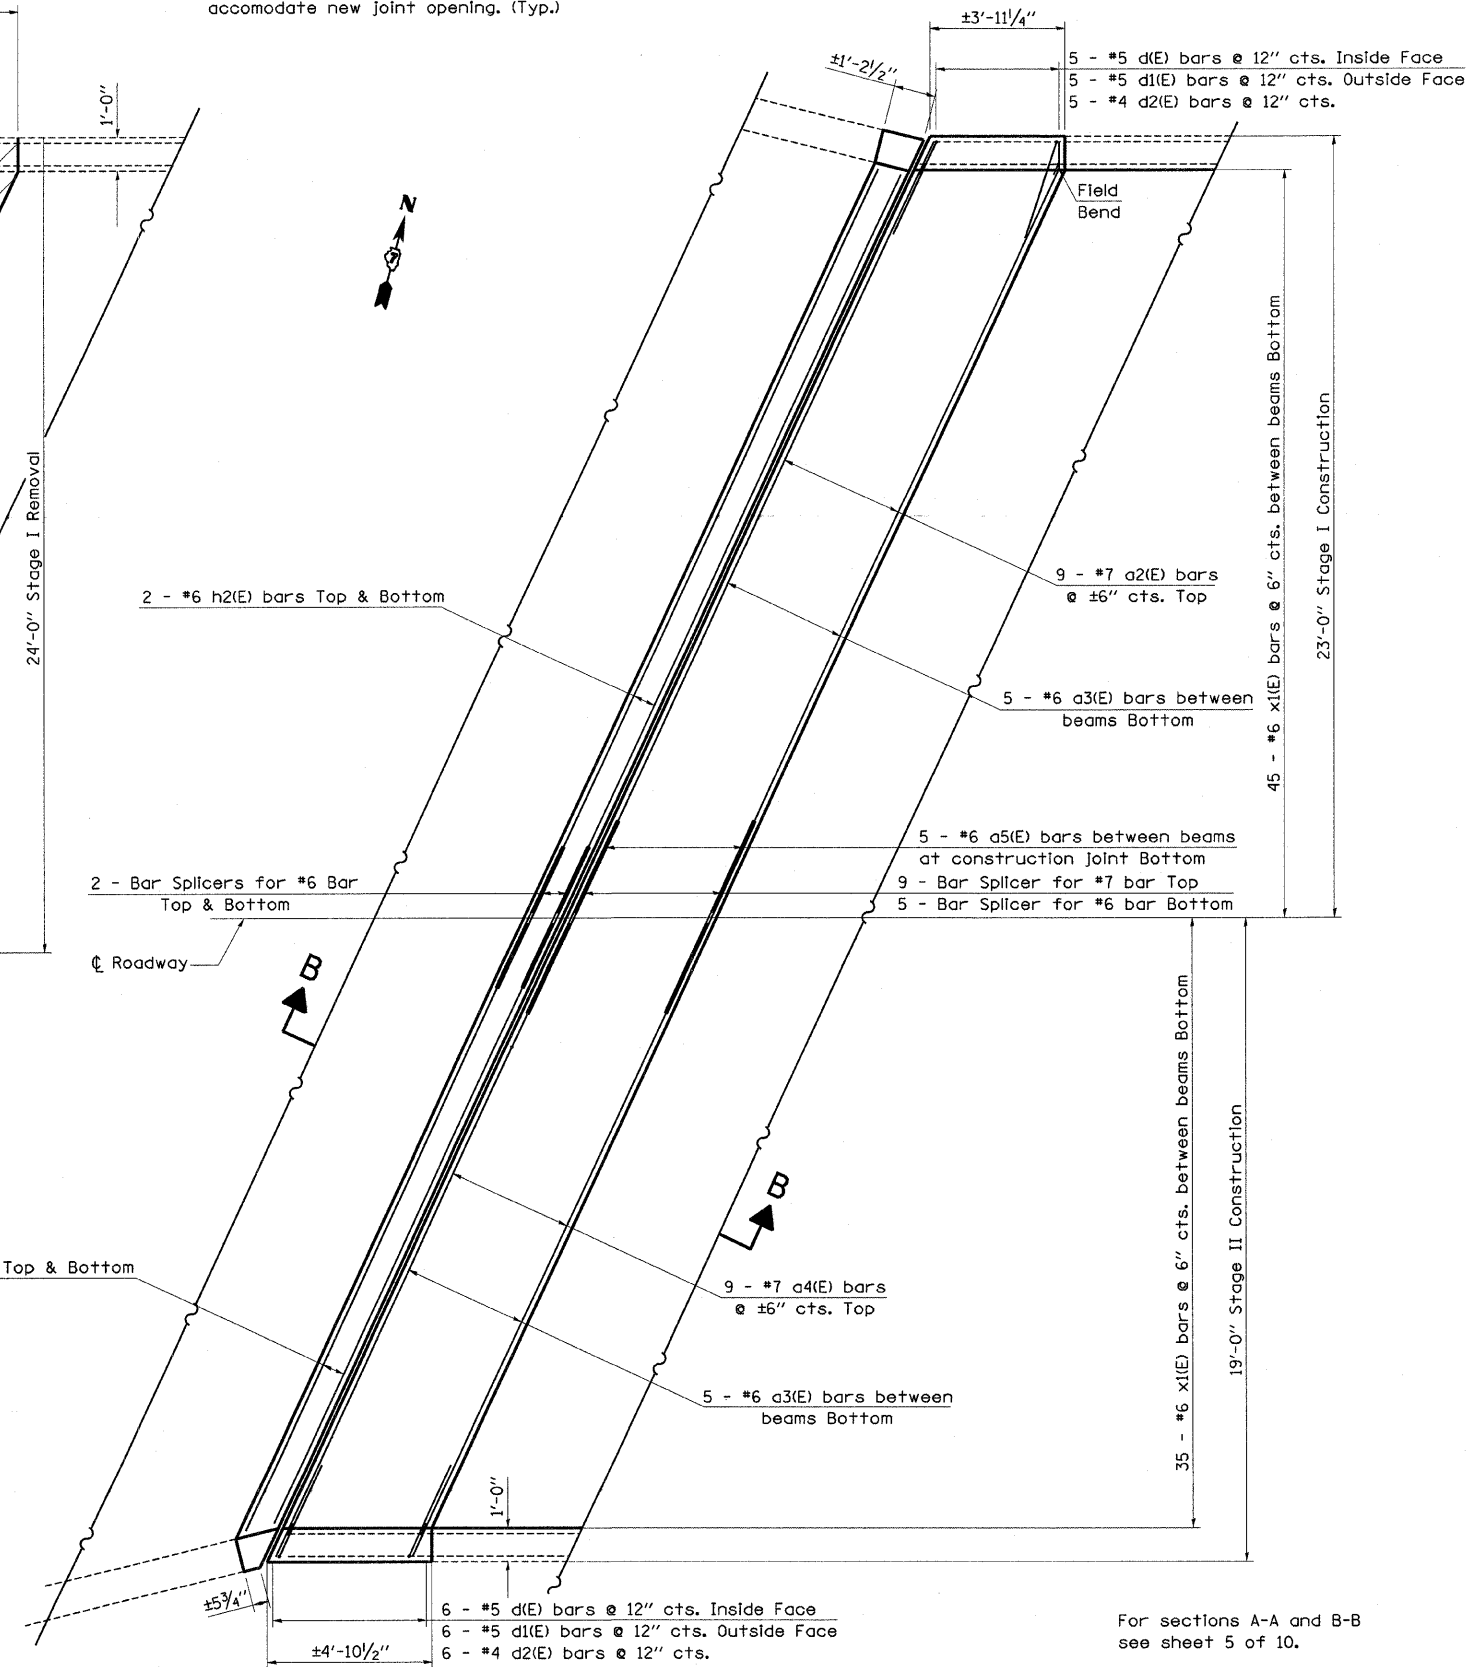 accomodate new joint opening. (Typ.)
±3'-11¼"
±1'-2½"
5 - #5 d(E) bars @ 12" cts. Inside Face
5 - #5 d1(E) bars @ 12" cts. Outside Face
5 - #4 d2(E) bars @ 12" cts.
1'-0"
Field
Bend
N
7
24'-0" Stage I Removal
45 - #6 x1(E) bars @ 6" cts. between beams Bottom
23'-0" Stage I Construction
9 - #7 a2(E) bars
@ ±6" cts. Top
2 - #6 h2(E) bars Top & Bottom
5 - #6 a3(E) bars between
beams Bottom
5 - #6 a5(E) bars between beams
at construction joint Bottom
2 - Bar Splicers for #6 Bar
Top & Bottom
9 - Bar Splicer for #7 bar Top
5 - Bar Splicer for #6 bar Bottom
℄ Roadway
B
B
35 - #6 x1(E) bars @ 6" cts. between beams Bottom
19'-0" Stage II Construction
Top & Bottom
9 - #7 a4(E) bars
@ ±6" cts. Top
5 - #6 a3(E) bars between
beams Bottom
1'-0"
±5¾"
6 - #5 d(E) bars @ 12" cts. Inside Face
6 - #5 d1(E) bars @ 12" cts. Outside Face
6 - #4 d2(E) bars @ 12" cts.
±4'-10½"
For sections A-A and B-B
see sheet 5 of 10.